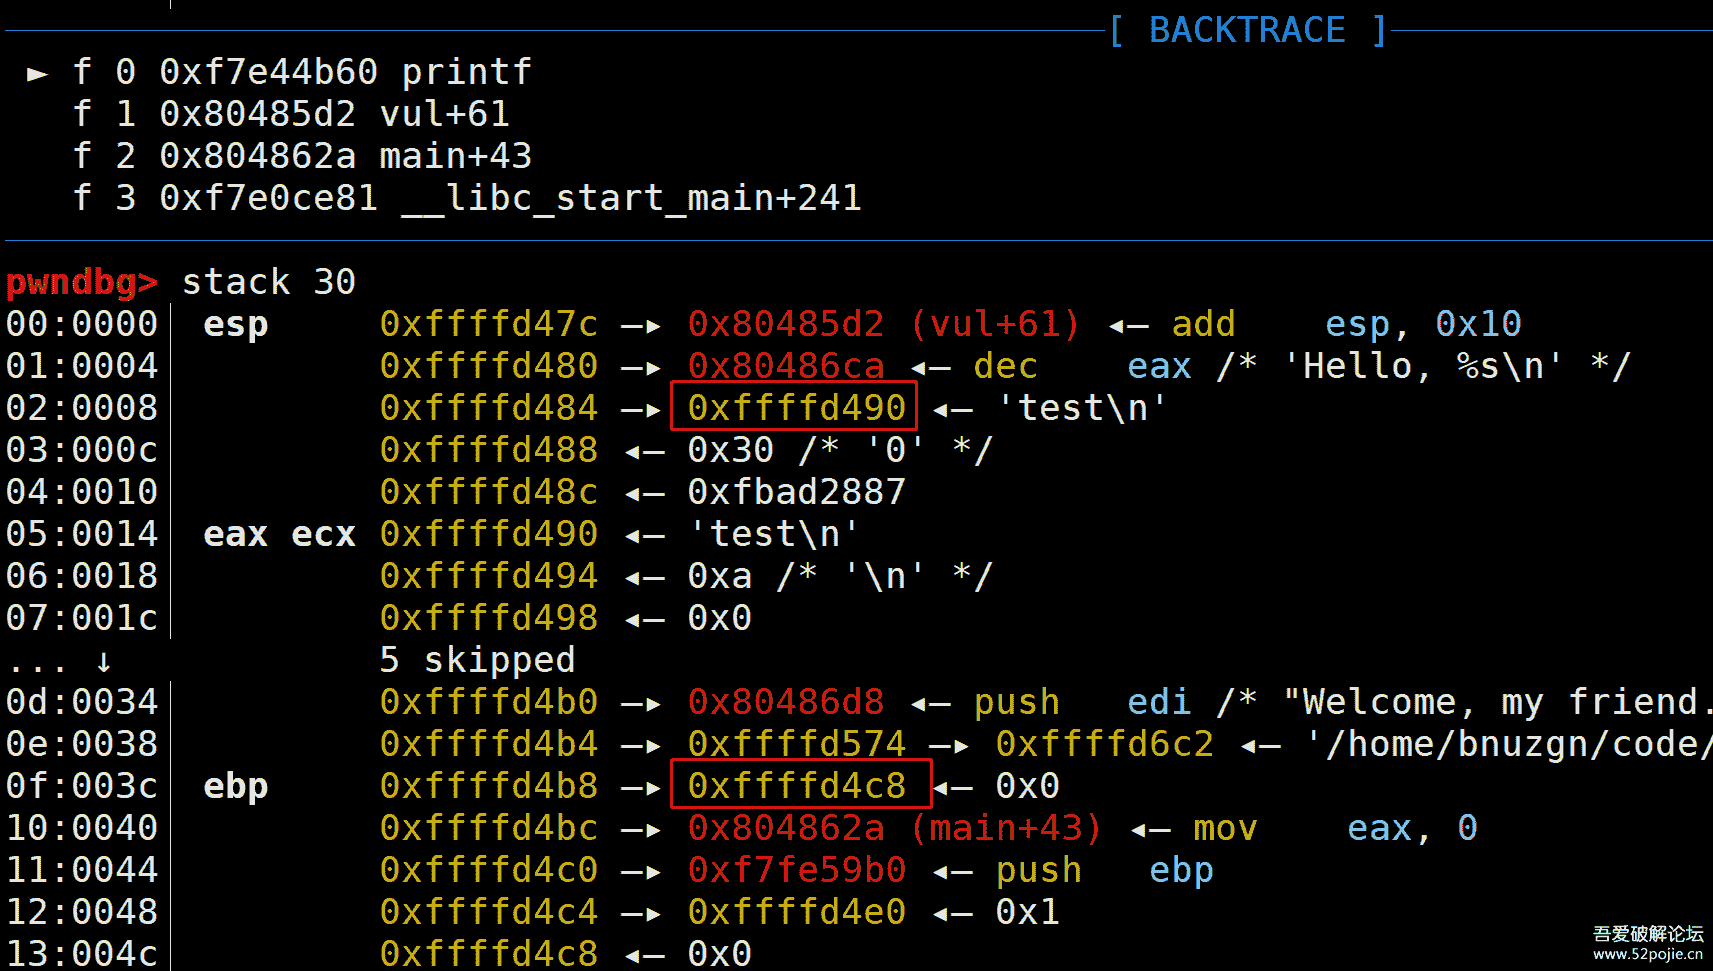 [ BACKTRACE ]
► f 0 0xf7e44b60 printf
f 1 0x80485d2 vul+61
f 2 0x804862a main+43
f 3 0xf7e0ce81 __libc_start_main+241
pwndbg> stack 30
00:0000│ esp 0xffffd47c —▸ 0x80485d2 (vul+61) ◂— add esp, 0x10
01:0004│ 0xffffd480 —▸ 0x80486ca ◂— dec eax /* 'Hello, %s\n' */
02:0008│ 0xffffd484 —▸ 0xffffd490 ◂— 'test\n'
03:000c│ 0xffffd488 ◂— 0x30 /* '0' */
04:0010│ 0xffffd48c ◂— 0xfbad2887
05:0014│ eax ecx 0xffffd490 ◂— 'test\n'
06:0018│ 0xffffd494 ◂— 0xa /* '\n' */
07:001c│ 0xffffd498 ◂— 0x0
... ↓ 5 skipped
0d:0034│ 0xffffd4b0 —▸ 0x80486d8 ◂— push edi /* "Welcome, my friend.
0e:0038│ 0xffffd4b4 —▸ 0xffffd574 —▸ 0xffffd6c2 ◂— '/home/bnuzgn/code/
0f:003c│ ebp 0xffffd4b8 —▸ 0xffffd4c8 ◂— 0x0
10:0040│ 0xffffd4bc —▸ 0x804862a (main+43) ◂— mov eax, 0
11:0044│ 0xffffd4c0 —▸ 0xf7fe59b0 ◂— push ebp
12:0048│ 0xffffd4c4 —▸ 0xffffd4e0 ◂— 0x1
13:004c│ 0xffffd4c8 ◂— 0x0
吾爱破解论坛
www.52pojie.cn